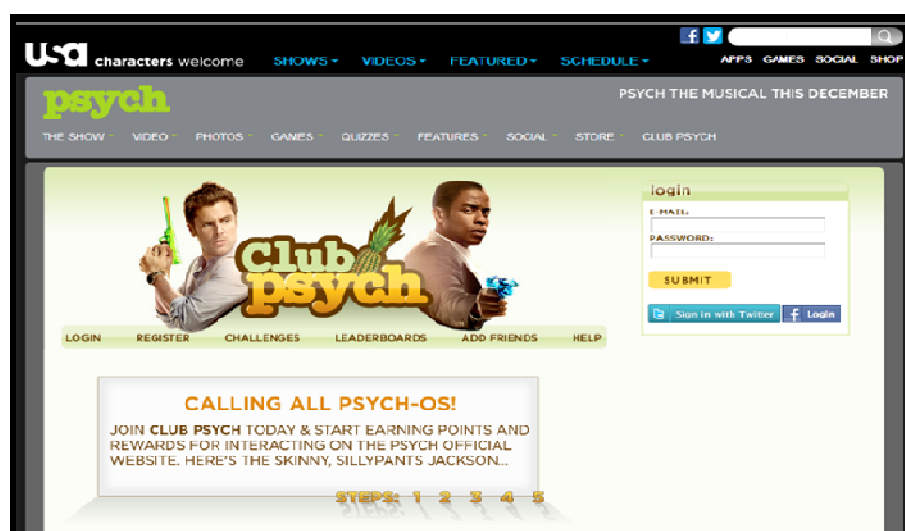 usa characters welcome SHOWS VIDEOS FEATURED SCHEDULE APPS GAMES SOCIAL SHOP
psych
PSYCH THE MUSICAL THIS DECEMBER
THE SHOW VIDEO PHOTOS GAMES QUIZZES FEATURES SOCIAL STORE CLUB PSYCH
Club
psych
LOGIN REGISTER CHALLENGES LEADERBOARDS ADD FRIENDS HELP
login
E-MAIL:
PASSWORD:
SUBMIT
Sign in with Twitter f Login
CALLING ALL PSYCH-OS!
JOIN CLUB PSYCH TODAY & START EARNING POINTS AND
REWARDS FOR INTERACTING ON THE PSYCH OFFICIAL
WEBSITE. HERE'S THE SKINNY, SILLYPANTS JACKSON...
STEPS: 1 2 3 4 5